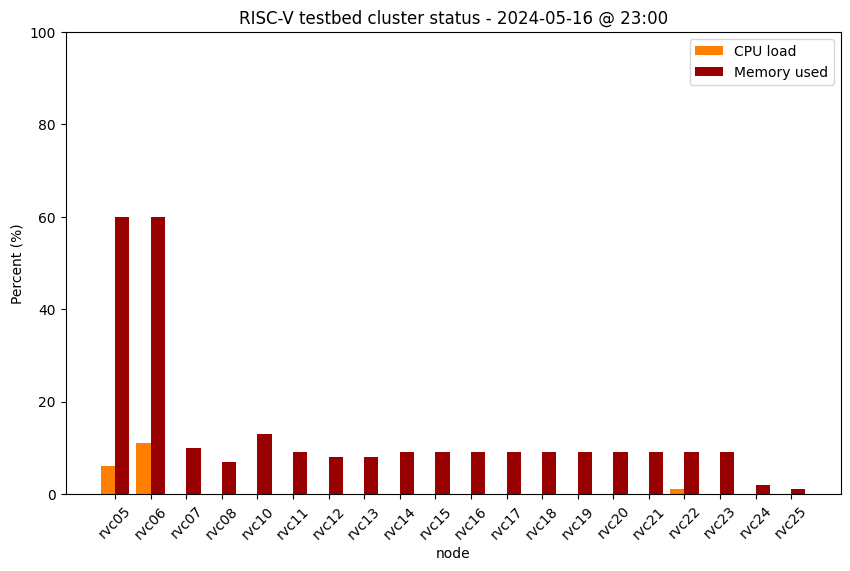 RISC-V testbed cluster status - 2024-05-16 @ 23:00
CPU load
Memory used
Percent (%)
100
80
60
40
20
0
rvc05 rvc06 rvc07 rvc08 rvc10 rvc11 rvc12 rvc13 rvc14 rvc15 rvc16 rvc17 rvc18 rvc19 rvc20 rvc21 rvc22 rvc23 rvc24 rvc25
node